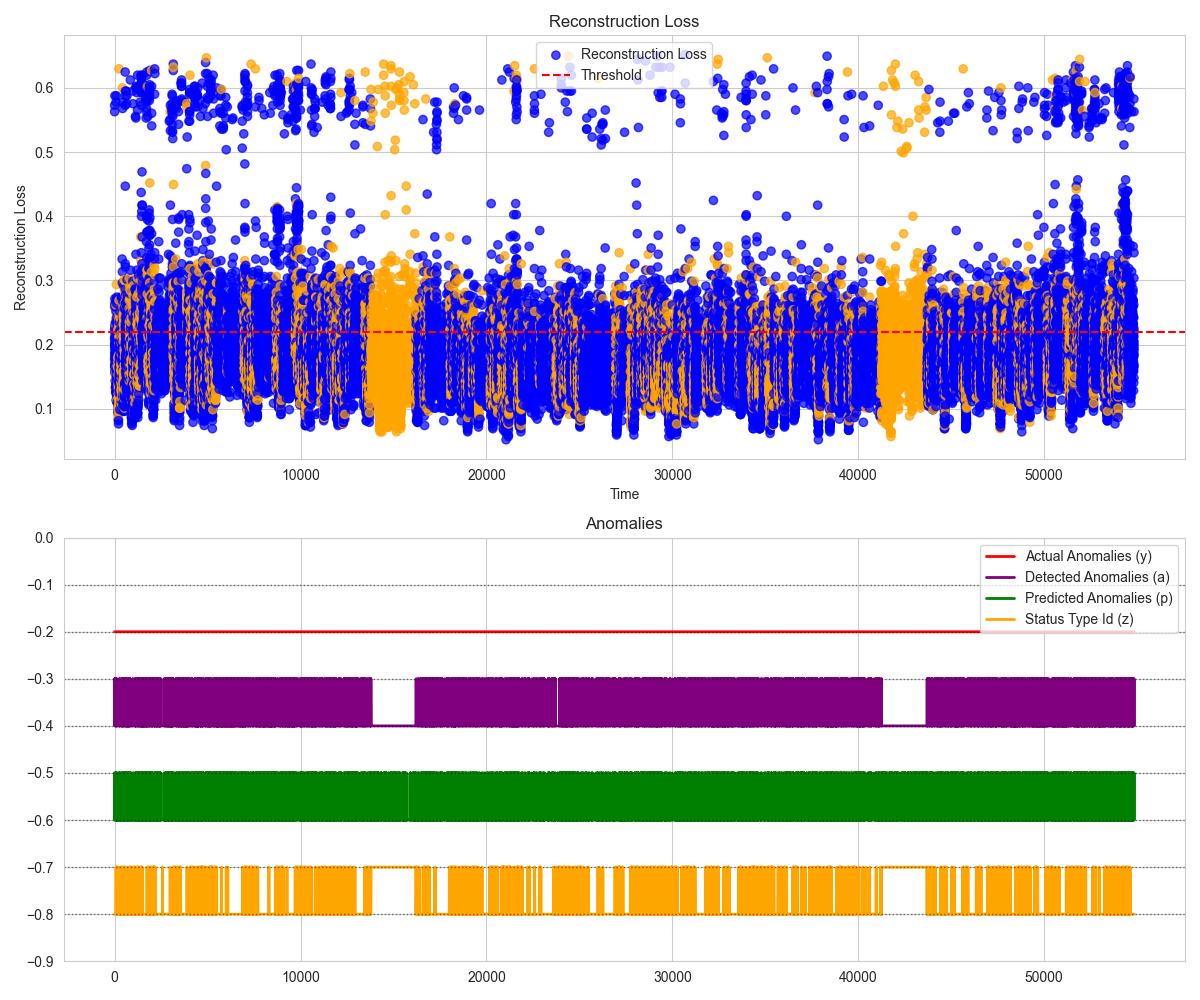 Reconstruction Loss
Reconstruction Loss
Threshold
0.6
0.5
0.4
0.3
0.2
0.1
Reconstruction Loss
0 10000 20000 30000 40000 50000
Time
Anomalies
Actual Anomalies (y)
Detected Anomalies (a)
Predicted Anomalies (p)
Status Type Id (z)
0.0
−0.1
−0.2
−0.3
−0.4
−0.5
−0.6
−0.7
−0.8
−0.9
0 10000 20000 30000 40000 50000